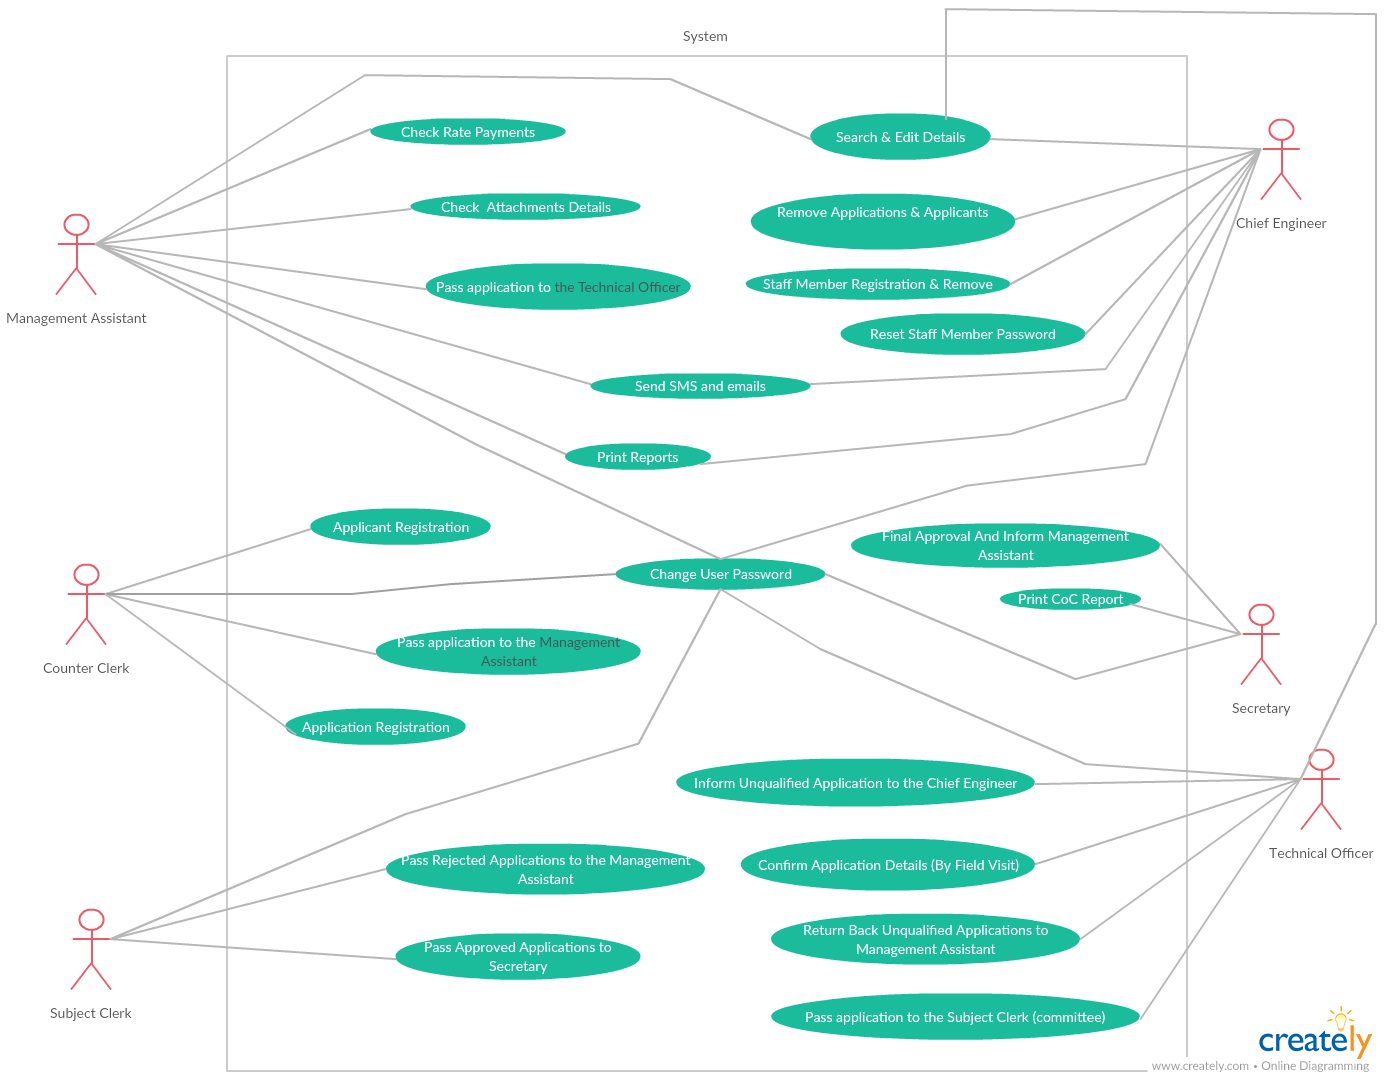 System
Check Rate Payments
Search & Edit Details
Check  Attachments Details
Remove Applications & Applicants
Chief Engineer
Pass application to the Technical Officer
Staff Member Registration & Remove
Management Assistant
Reset Staff Member Password
Send SMS and emails
Print Reports
Applicant Registration
Final Approval And Inform Management
Assistant
Change User Password
Print CoC Report
Pass application to the Management
Assistant
Counter Clerk
Secretary
Application Registration
Inform Unqualified Application to the Chief Engineer
Technical Officer
Pass Rejected Applications to the Management
Assistant
Confirm Application Details (By Field Visit)
Return Back Unqualified Applications to
Management Assistant
Pass Approved Applications to
Secretary
Subject Clerk
Pass application to the Subject Clerk (committee)
creately
www.creately.com • Online Diagramming